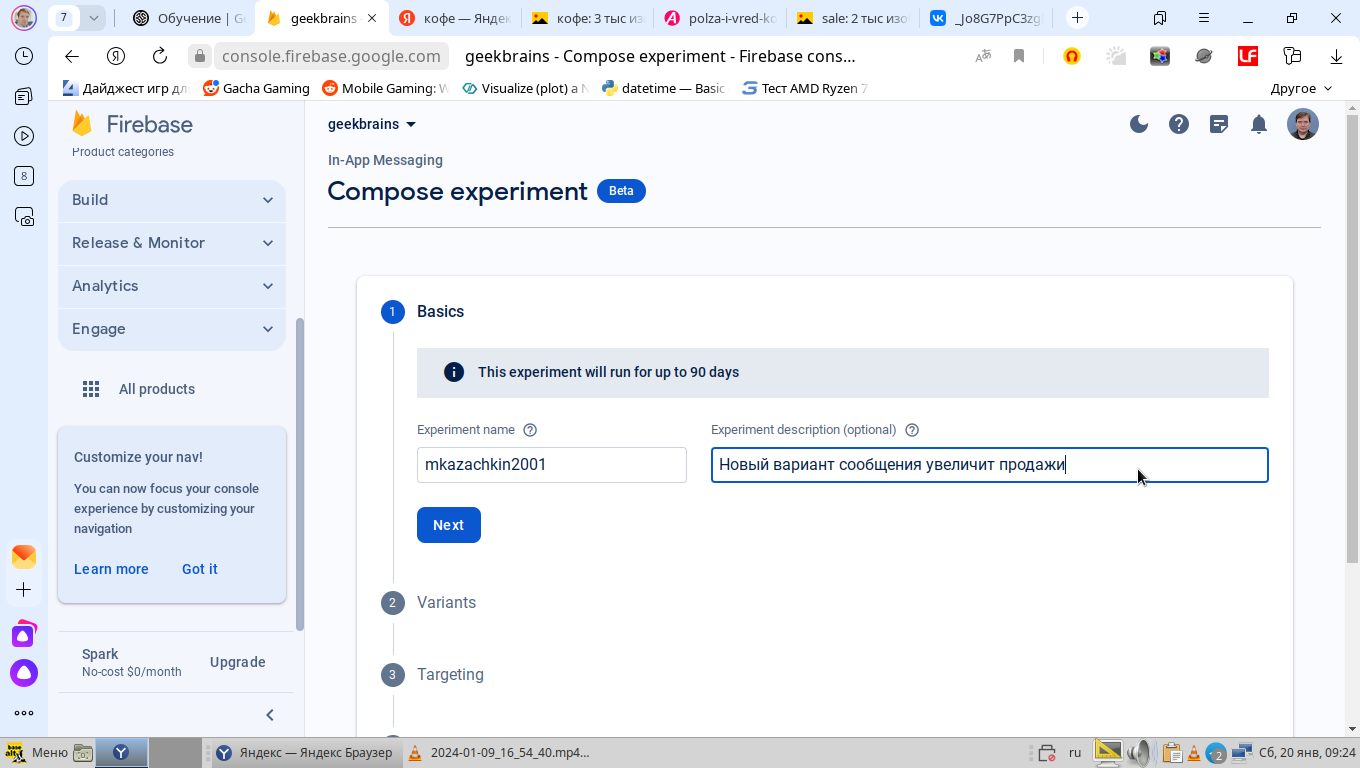 7
Обучение | G
geekbrains
кофе — Яндек
кофе: 3 тыс из
polza-i-vred-ko
sale: 2 тыс изо
_Jo8G7PpC3zg
console.firebase.google.com
geekbrains - Compose experiment - Firebase cons...
Дайджест игр дл
Gacha Gaming
Mobile Gaming: W
Visualize (plot) a N
datetime — Basic
Тест AMD Ryzen 7
Другое
8
Firebase
Product categories
Build
Release & Monitor
Analytics
Engage
All products
Customize your nav!
You can now focus your console
experience by customizing your
navigation
Learn more
Got it
Spark
No-cost $0/month
Upgrade
geekbrains
In-App Messaging
Compose experiment
Beta
1
Basics
This experiment will run for up to 90 days
Experiment name
Experiment description (optional)
mkazachkin2001
Новый вариант сообщения увеличит продажи
Next
2
Variants
3
Targeting
Меню
Яндекс — Яндекс Браузер
2024-01-09_16_54_40.mp4...
ru
2
Сб, 20 янв, 09:24